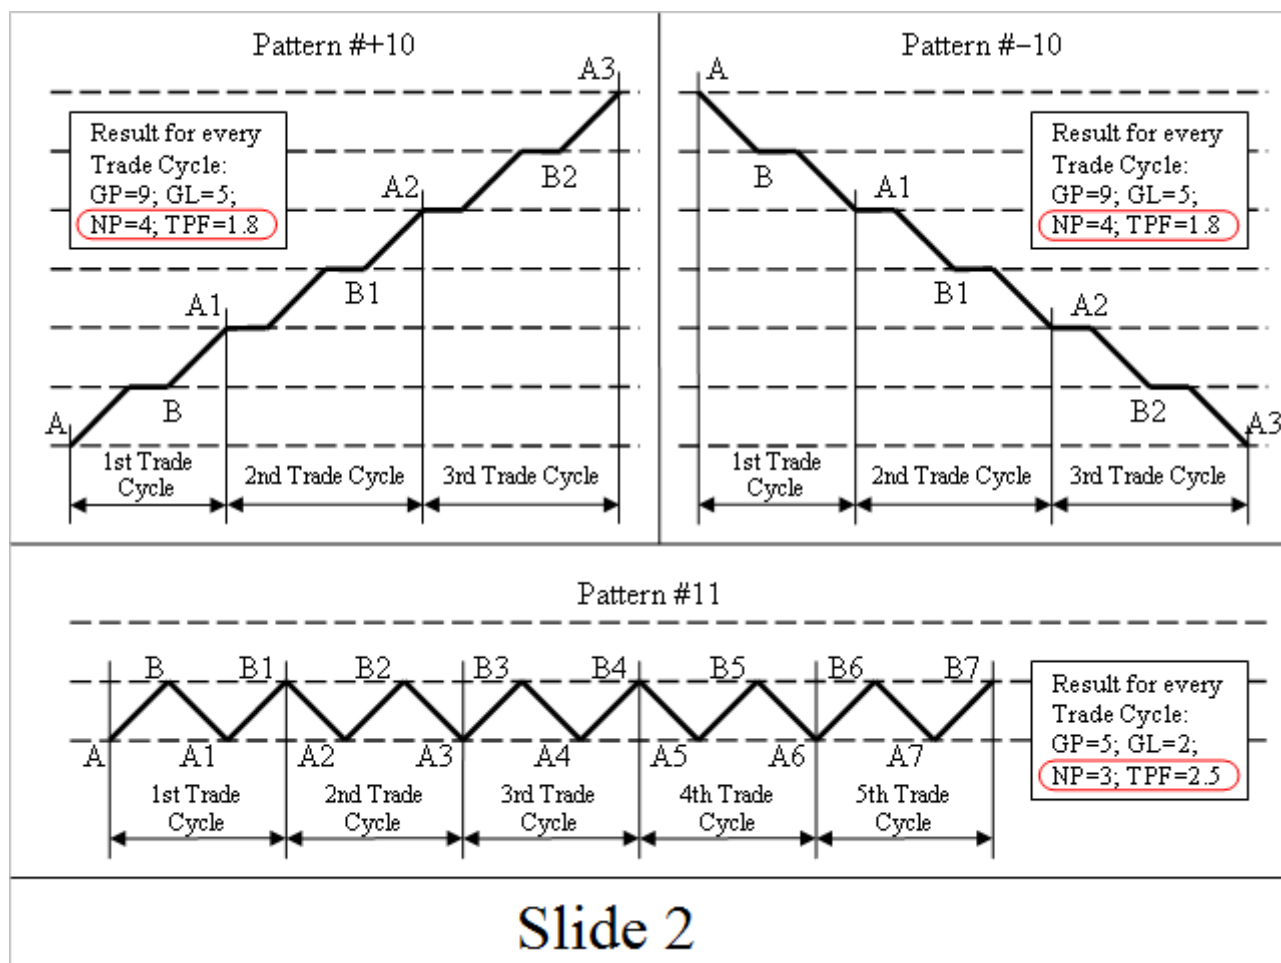 Pattern #+10
A3
Result for every
Trade Cycle:
GP=9; GL=5;
NP=4; TPF=1.8
B2
A2
B1
A1
B
A
1st Trade
Cycle
2nd Trade Cycle
3rd Trade Cycle
Pattern #−10
A
Result for every
Trade Cycle:
GP=9; GL=5;
NP=4; TPF=1.8
B
A1
B1
A2
B2
A3
1st Trade
Cycle
2nd Trade Cycle
3rd Trade Cycle
Pattern #11
B B1 B2 B3 B4 B5 B6 B7
A A1 A2 A3 A4 A5 A6 A7
1st Trade
Cycle
2nd Trade
Cycle
3rd Trade
Cycle
4th Trade
Cycle
5th Trade
Cycle
Result for every
Trade Cycle:
GP=5; GL=2;
NP=3; TPF=2.5
Slide 2